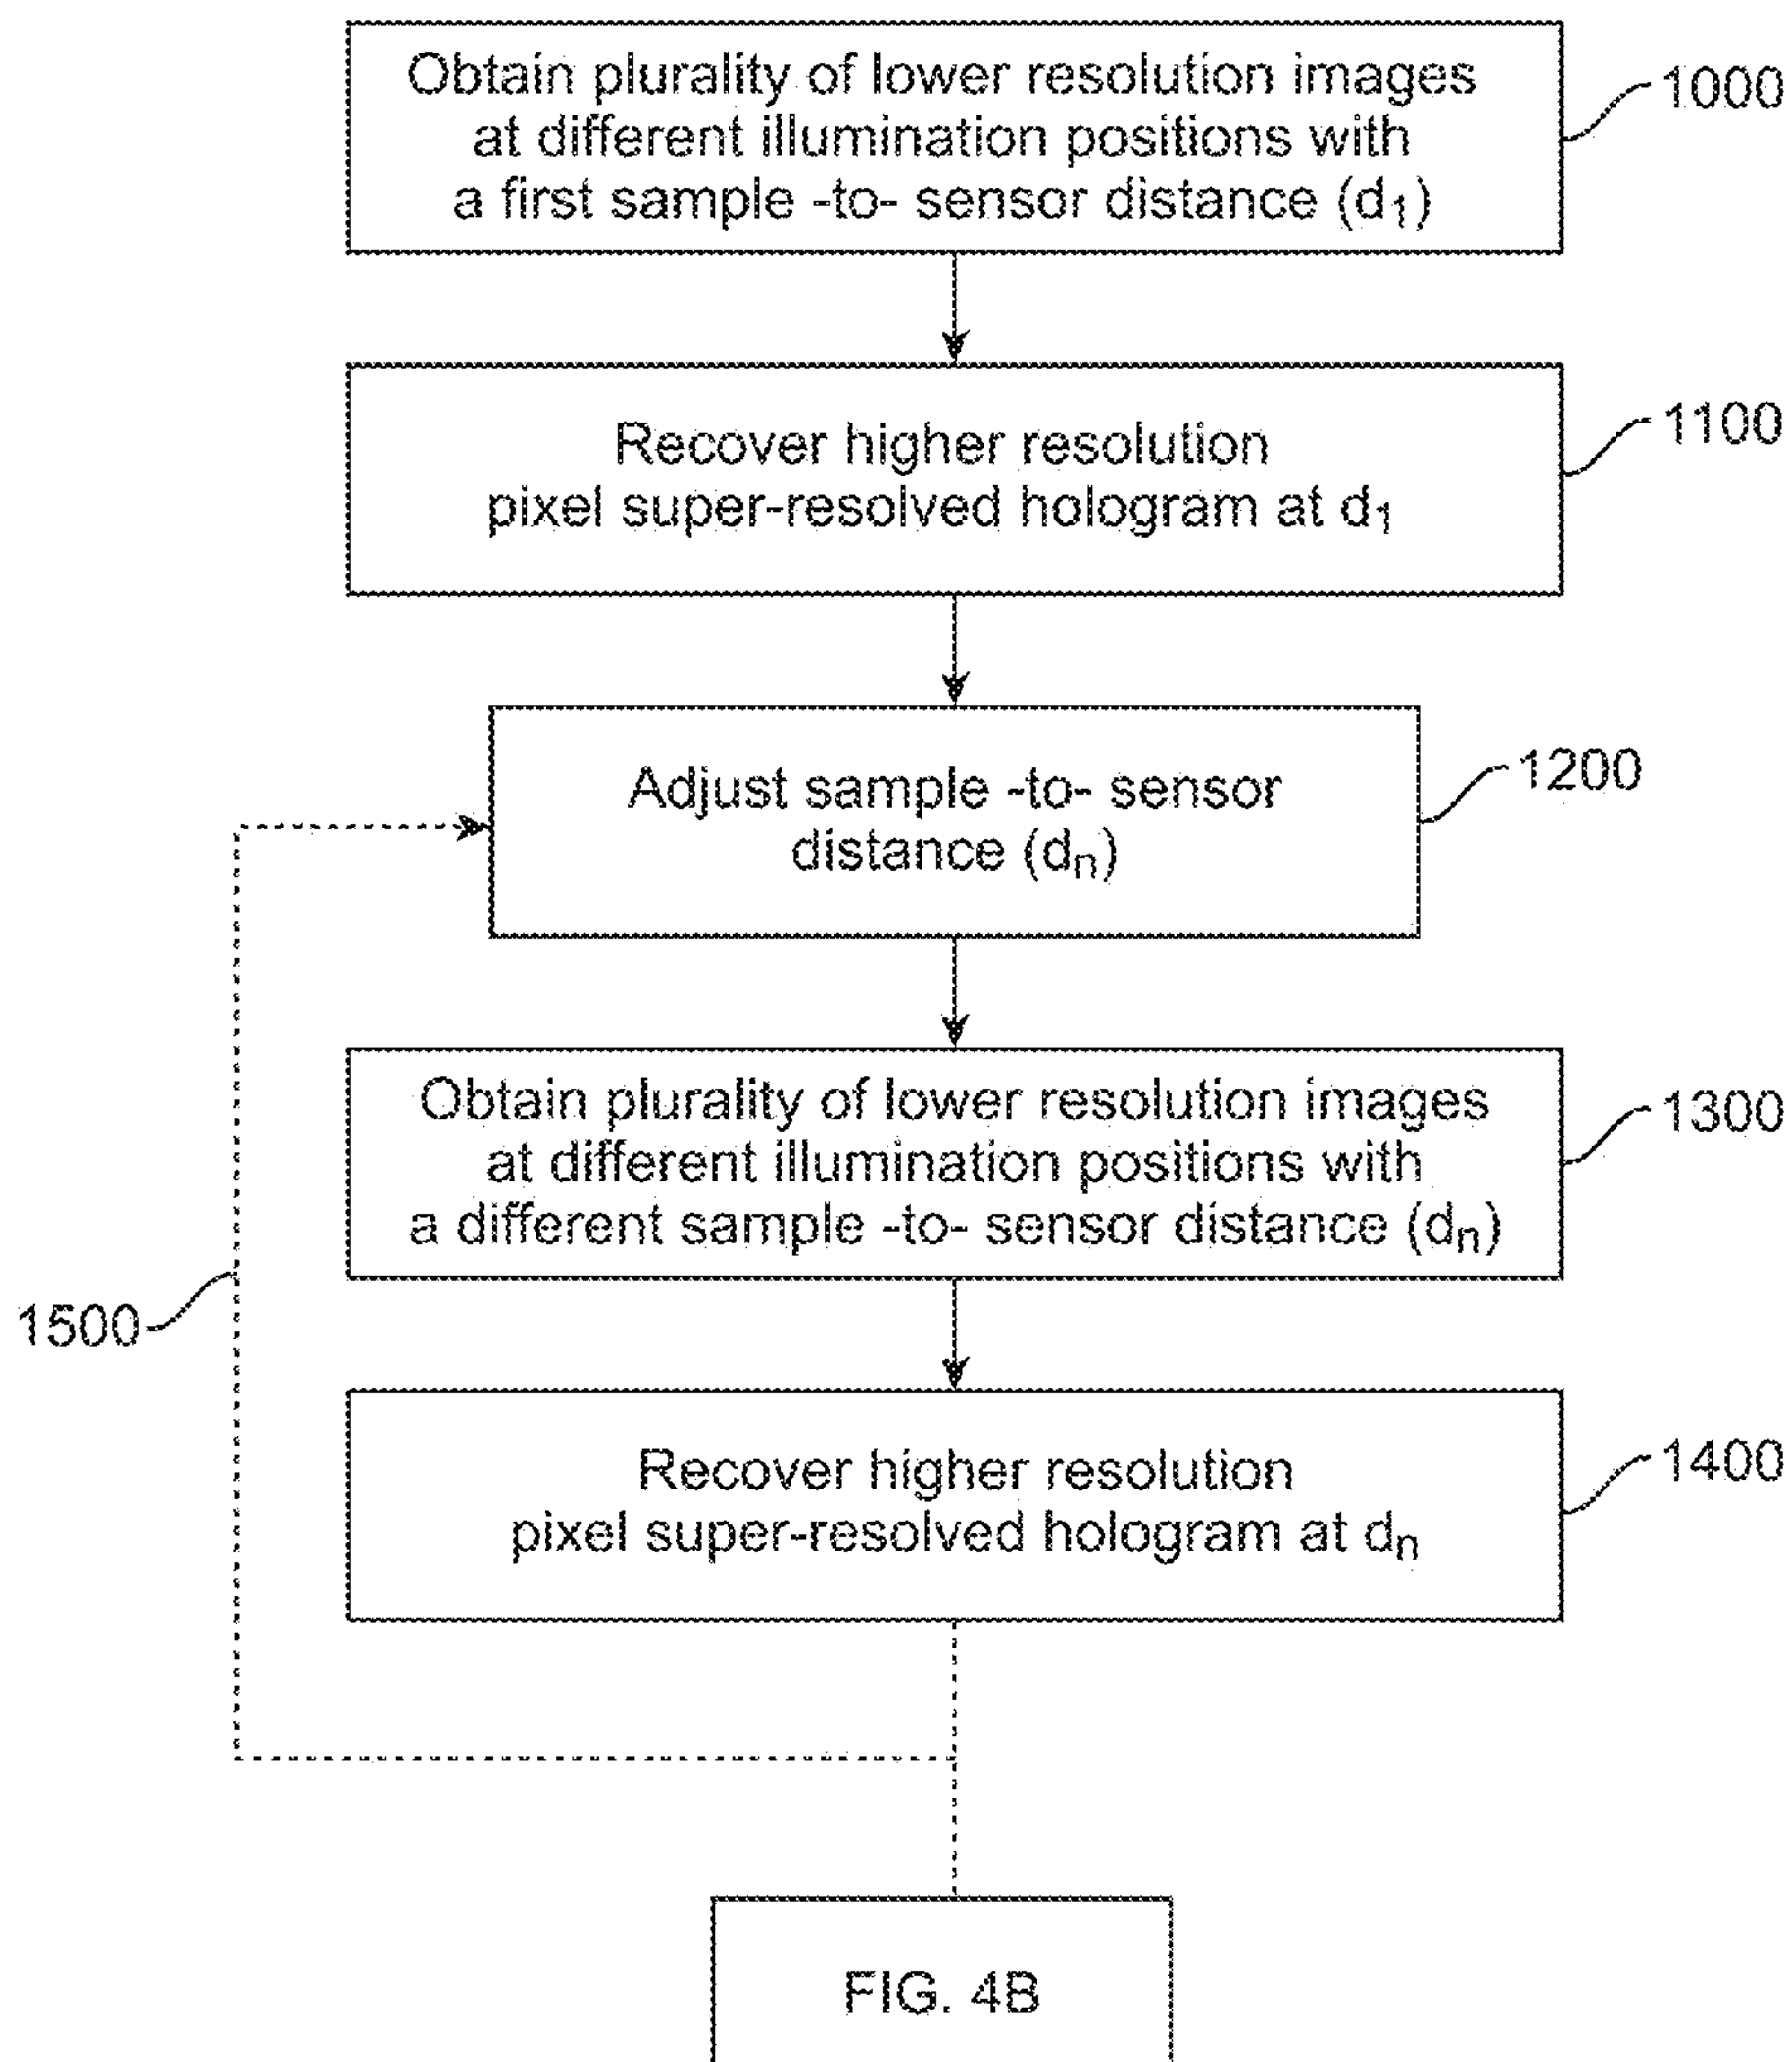 Obtain plurality of lower resolution images
at different illumination positions with
a first sample -to- sensor distance (d₁)
1000
Recover higher resolution
pixel super-resolved hologram at d₁
1100
Adjust sample -to- sensor
distance (dₙ)
1200
Obtain plurality of lower resolution images
at different illumination positions with
a different sample -to- sensor distance (dₙ)
1300
1500
Recover higher resolution
pixel super-resolved hologram at dₙ
1400
FIG. 4B